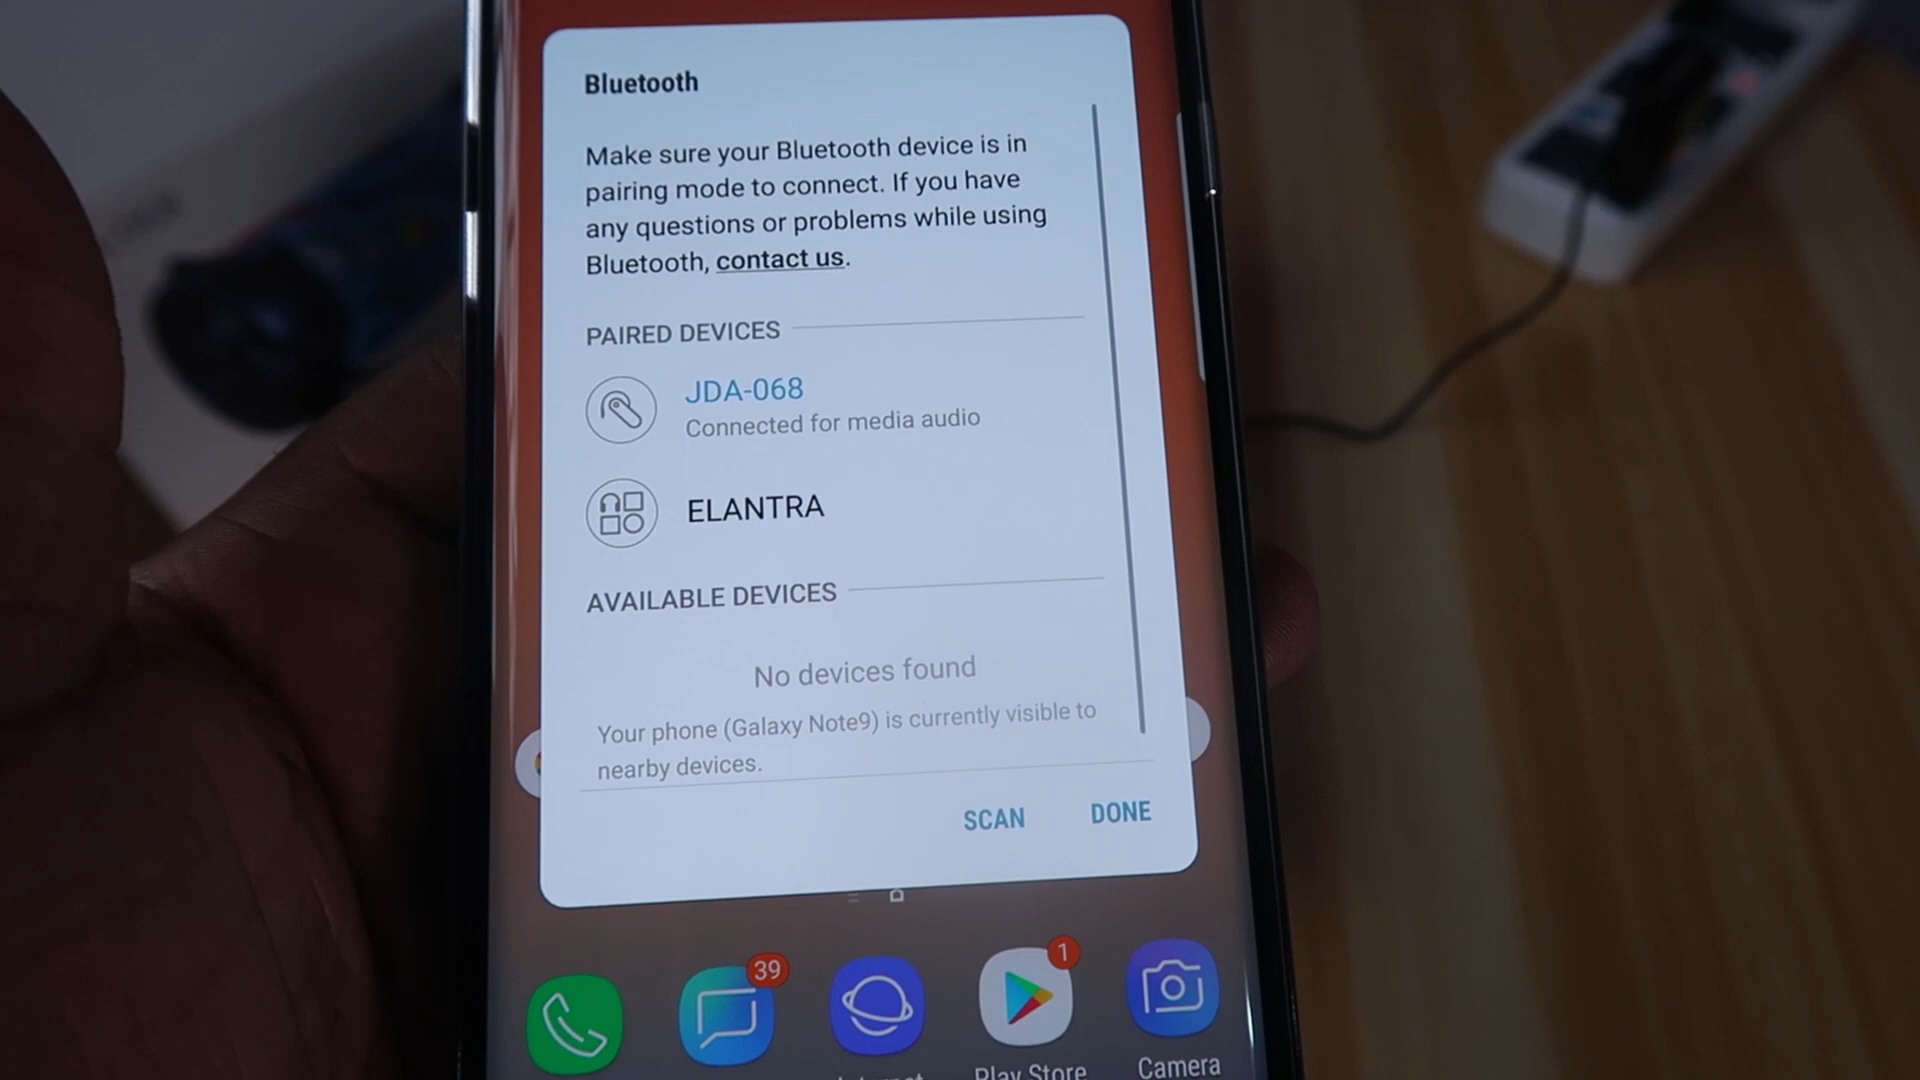 Bluetooth
Make sure your Bluetooth device is in
pairing mode to connect. If you have
any questions or problems while using
Bluetooth, contact us.
PAIRED DEVICES
JDA-068
Connected for media audio
ELANTRA
AVAILABLE DEVICES
No devices found
Your phone (Galaxy Note9) is currently visible to
nearby devices.
SCAN DONE
39
1
Play Store
Camera